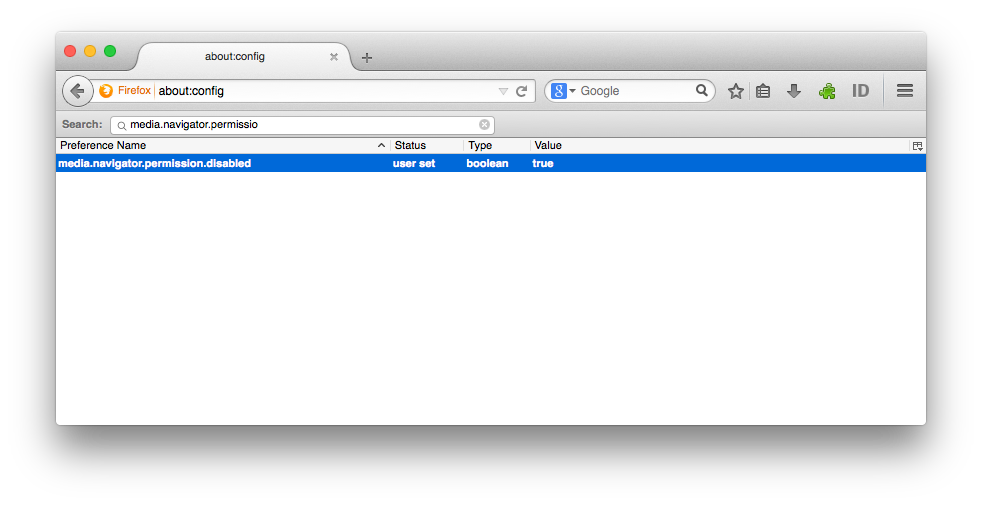 about:config
Firefox about:config Google ID
Search: media.navigator.permissio
Preference Name Status Type Value
media.navigator.permission.disabled user set boolean true